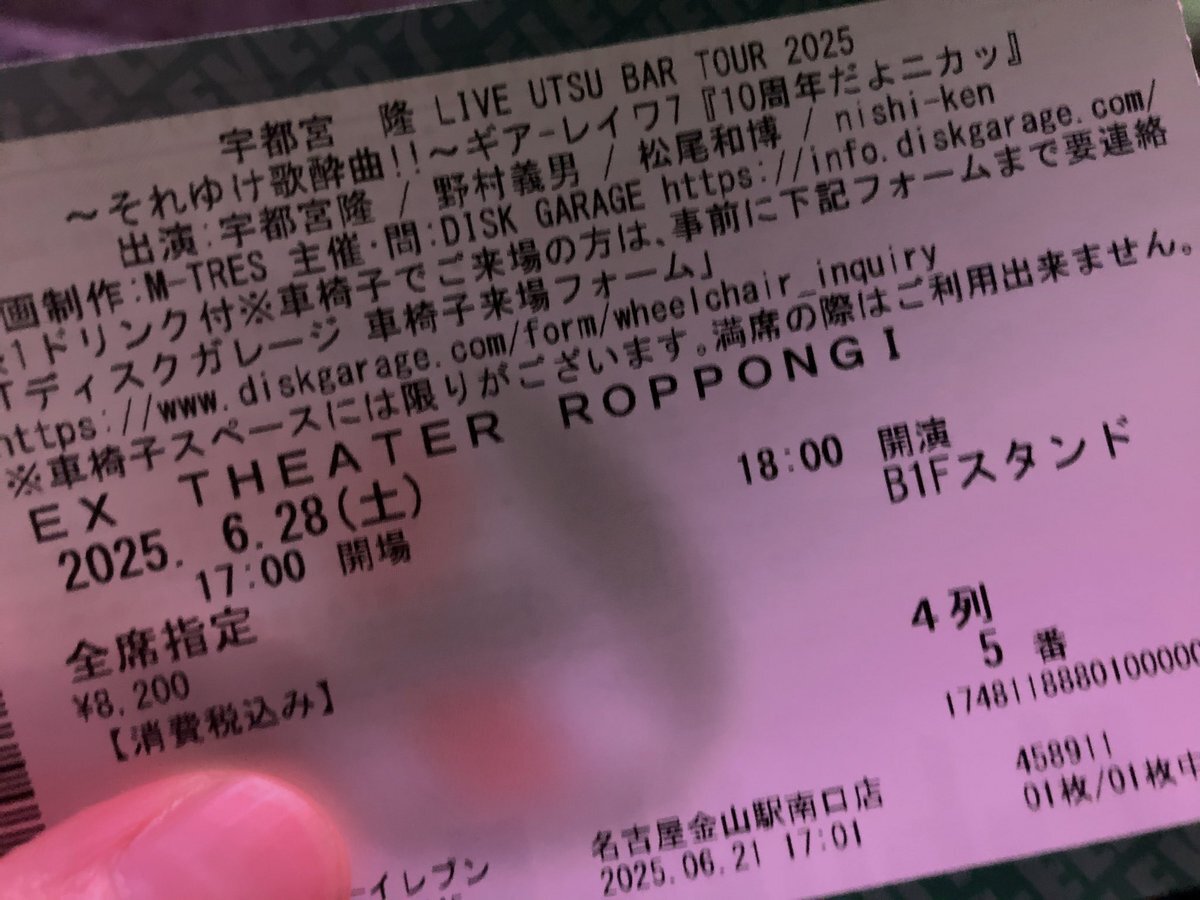 宇都宮 隆 LIVE UTSU BAR TOUR 2025
～それゆけ歌酔曲!!～ギア-レイワ7『10周年だよニカッ』
出演:宇都宮隆 / 野村義男 / 松尾和博 / nishi-ken
画制作:M-TRES 主催・問:DISK GARAGE https://info.diskgarage.com/
1ドリンク付※車椅子でご来場の方は、事前に下記フォームまで要連絡
ディスクガレージ 車椅子来場フォーム」
https://www.diskgarage.com/form/wheelchair_inquiry
※車椅子スペースには限りがございます。満席の際はご利用出来ません。
EX THEATER ROPPONGI
2025. 6.28(土) 18:00 開演
17:00 開場 B1Fスタンド
全席指定 4列
¥8,200 5 番
【消費税込み】 1748118880100000
458911
名古屋金山駅南口店 01枚/01枚中
ーイレブン 2025.06.21 17:01